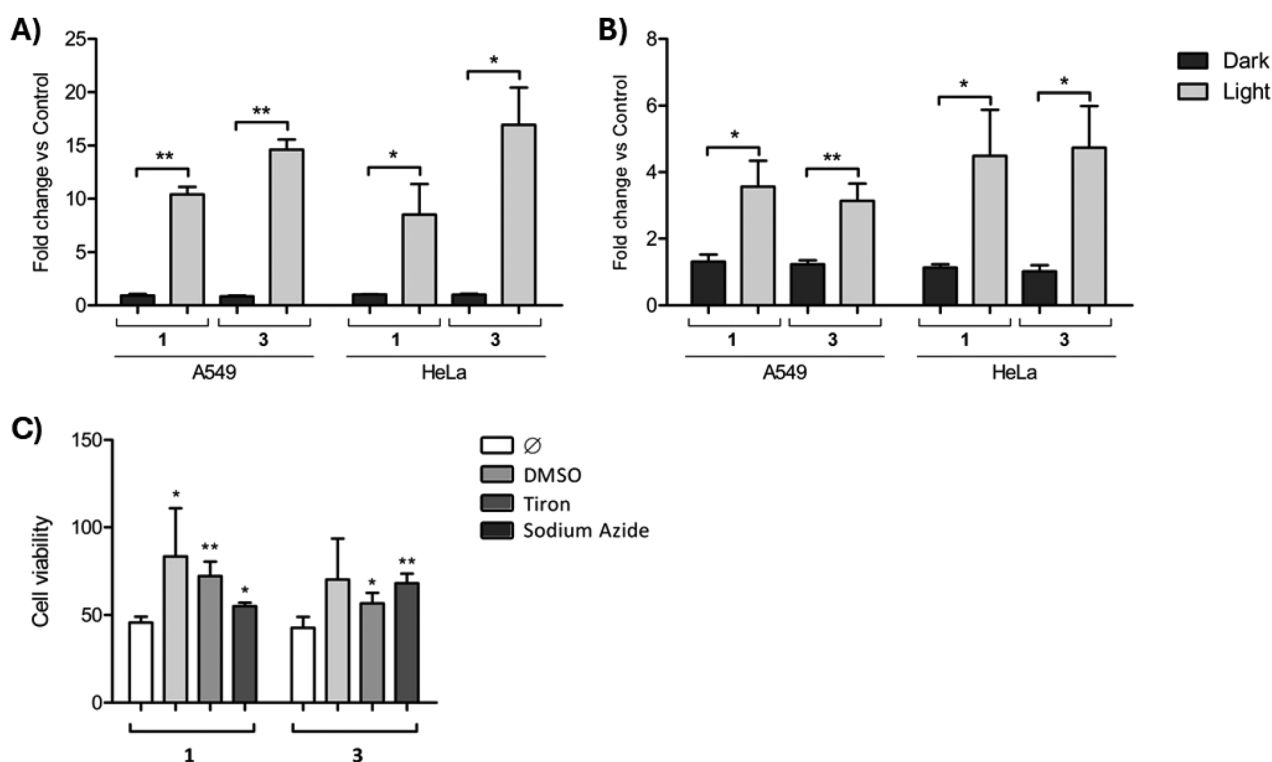 A)
Fold change vs Control
25
20
15
10
5
0
**
**
*
*
1
3
1
3
A549
HeLa
B)
Fold change vs Control
8
6
4
2
0
*
**
*
*
1
3
1
3
A549
HeLa
Dark
Light
C)
Cell viability
150
100
50
0
*
**
*
*
**
1
3
∅
DMSO
Tiron
Sodium Azide